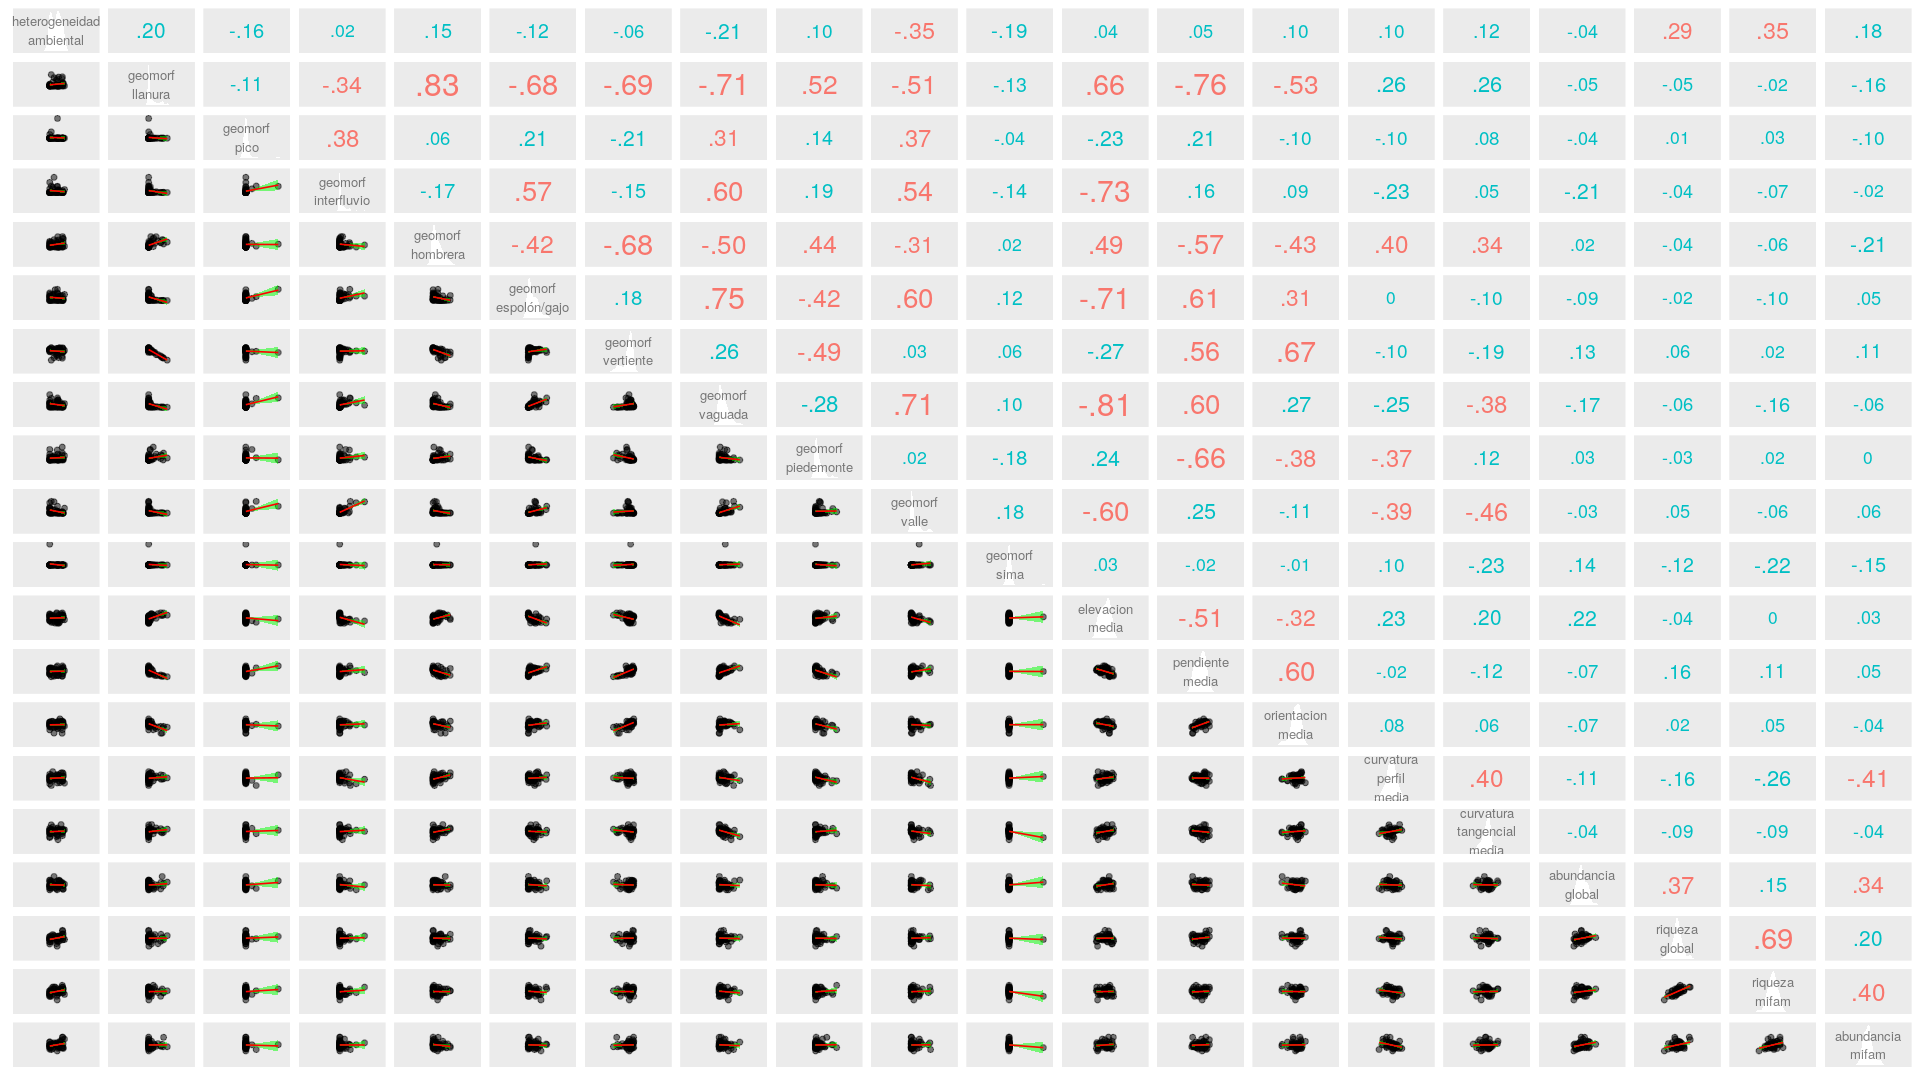 heterogeneidad
ambiental
.20 -.16 .02 .15 -.12 -.06 -.21 .10 -.35 -.19 .04 .05 .10 .10 .12 -.04 .29 .35 .18
geomorf
llanura
-.11 -.34 .83 -.68 -.69 -.71 .52 -.51 -.13 .66 -.76 -.53 .26 .26 -.05 -.05 -.02 -.16
geomorf
pico
.38 .06 .21 -.21 .31 .14 .37 -.04 -.23 .21 -.10 -.10 .08 -.04 .01 .03 -.10
geomorf
interfluvio
-.17 .57 -.15 .60 .19 .54 -.14 -.73 .16 .09 -.23 .05 -.21 -.04 -.07 -.02
geomorf
hombrera
-.42 -.68 -.50 .44 -.31 .02 .49 -.57 -.43 .40 .34 .02 -.04 -.06 -.21
geomorf
espolón/gajo
.18 .75 -.42 .60 .12 -.71 .61 .31 0 -.10 -.09 -.02 -.10 .05
geomorf
vertiente
.26 -.49 .03 .06 -.27 .56 .67 -.10 -.19 .13 .06 .02 .11
geomorf
vaguada
-.28 .71 .10 -.81 .60 .27 -.25 -.38 -.17 -.06 -.16 -.06
geomorf
piedemonte
.02 -.18 .24 -.66 -.38 -.37 .12 .03 -.03 .02 0
geomorf
valle
.18 -.60 .25 -.11 -.39 -.46 -.03 .05 -.06 .06
geomorf
sima
.03 -.02 -.01 .10 -.23 .14 -.12 -.22 -.15
elevacion
media
-.51 -.32 .23 .20 .22 -.04 0 .03
pendiente
media
.60 -.02 -.12 -.07 .16 .11 .05
orientacion
media
.08 .06 -.07 .02 .05 -.04
curvatura
perfil
media
.40 -.11 -.16 -.26 -.41
curvatura
tangencial
media
-.04 -.09 -.09 -.04
abundancia
global
.37 .15 .34
riqueza
global
.69 .20
riqueza
mifam
.40
abundancia
mifam